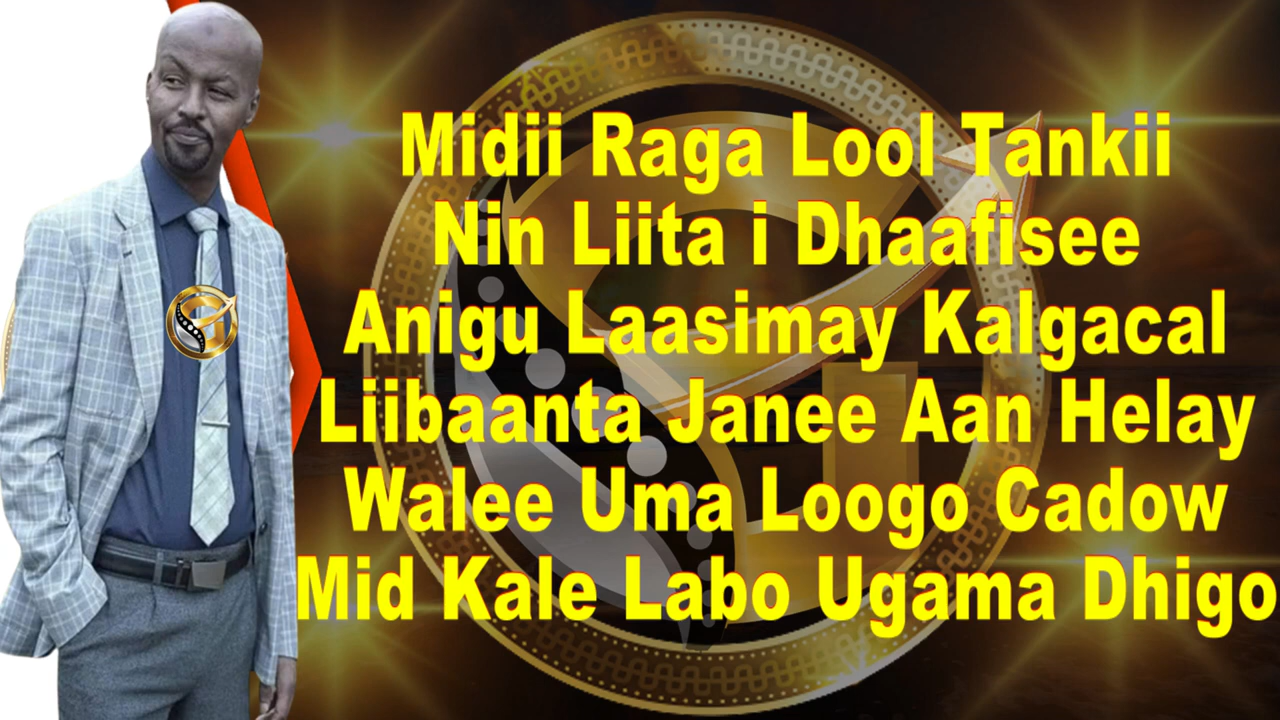 Midii Raga Lool Tankii
Nin Liita i Dhaafisee
Anigu Laasimay Kalgacal
Liibaanta Janee Aan Helay
Walee Uma Loogo Cadow
Mid Kale Labo Ugama Dhigo